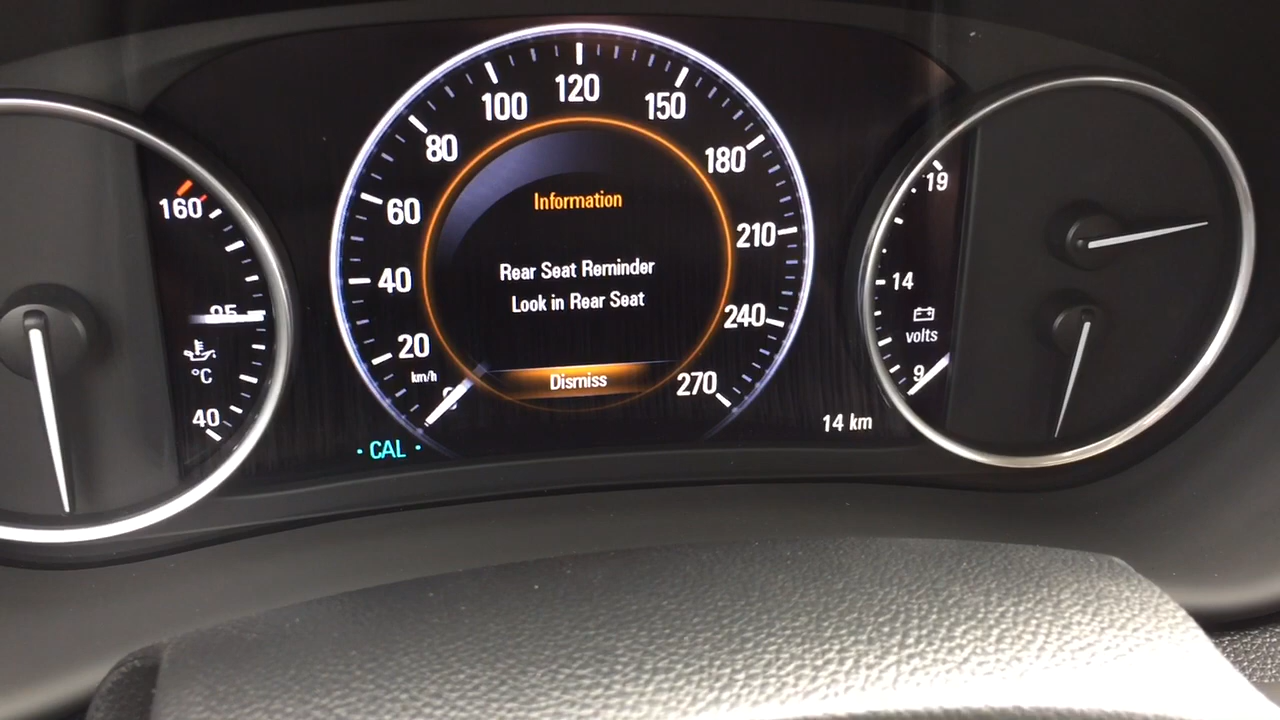 160
95
°C
40
120
100
150
80
180
60
210
40
240
20
270
km/h
Information
Rear Seat Reminder
Look in Rear Seat
Dismiss
CAL
14 km
19
14
volts
9